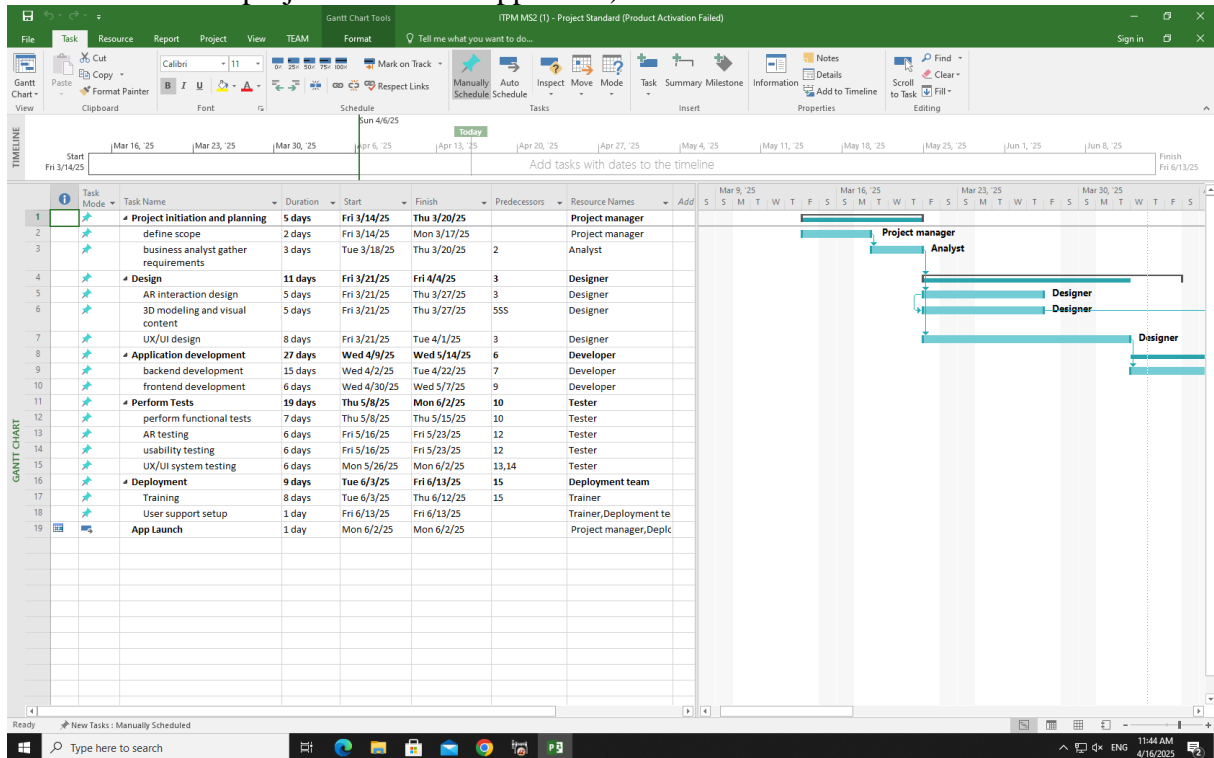 Gantt Chart Tools
ITPM MS2 (1) - Project Standard (Product Activation Failed)
File Task Resource Report Project View TEAM Format Tell me what you want to do... Sign in
Gantt Chart
View
Paste
Cut
Copy
Format Painter
Clipboard
Calibri 11
B I U A
Font
0× 25× 50× 75× 100×
Mark on Track
Respect Links
Schedule
Manually Schedule
Auto Schedule
Inspect Move Mode
Tasks
Task Summary Milestone
Insert
Information
Notes
Details
Add to Timeline
Properties
Scroll to Task
Find
Clear
Fill
Editing
TIMELINE
Sun 4/6/25
Today
Mar 16, '25 Mar 23, '25 Mar 30, '25 Apr 6, '25 Apr 13, '25 Apr 20, '25 Apr 27, '25 May 4, '25 May 11, '25 May 18, '25 May 25, '25 Jun 1, '25 Jun 8, '25
Start
Fri 3/14/25
Add tasks with dates to the timeline
Finish
Fri 6/13/25
Task Mode Task Name Duration Start Finish Predecessors Resource Names Add
Mar 9, '25 Mar 16, '25 Mar 23, '25 Mar 30, '25
S S M T W T F S S M T W T F S S M T W T F S S M T W T F S
1 Project initiation and planning 5 days Fri 3/14/25 Thu 3/20/25 Project manager
2 define scope 2 days Fri 3/14/25 Mon 3/17/25 Project manager
3 business analyst gather requirements 3 days Tue 3/18/25 Thu 3/20/25 2 Analyst
4 Design 11 days Fri 3/21/25 Fri 4/4/25 3 Designer
5 AR interaction design 5 days Fri 3/21/25 Thu 3/27/25 3 Designer
6 3D modeling and visual content 5 days Fri 3/21/25 Thu 3/27/25 5SS Designer
7 UX/UI design 8 days Fri 3/21/25 Tue 4/1/25 3 Designer
8 Application development 27 days Wed 4/9/25 Wed 5/14/25 6 Developer
9 backend development 15 days Wed 4/2/25 Tue 4/22/25 7 Developer
10 frontend development 6 days Wed 4/30/25 Wed 5/7/25 9 Developer
11 Perform Tests 19 days Thu 5/8/25 Mon 6/2/25 10 Tester
12 perform functional tests 7 days Thu 5/8/25 Thu 5/15/25 10 Tester
13 AR testing 6 days Fri 5/16/25 Fri 5/23/25 12 Tester
14 usability testing 6 days Fri 5/16/25 Fri 5/23/25 12 Tester
15 UX/UI system testing 6 days Mon 5/26/25 Mon 6/2/25 13,14 Tester
16 Deployment 9 days Tue 6/3/25 Fri 6/13/25 15 Deployment team
17 Training 8 days Tue 6/3/25 Thu 6/12/25 15 Trainer
18 User support setup 1 day Fri 6/13/25 Fri 6/13/25 Trainer,Deployment te
19 App Launch 1 day Mon 6/2/25 Mon 6/2/25 Project manager,Deplo
Project manager
Analyst
Designer
Designer
Designer
GANTT CHART
Ready New Tasks : Manually Scheduled
Type here to search
ENG
11:44 AM
4/16/2025